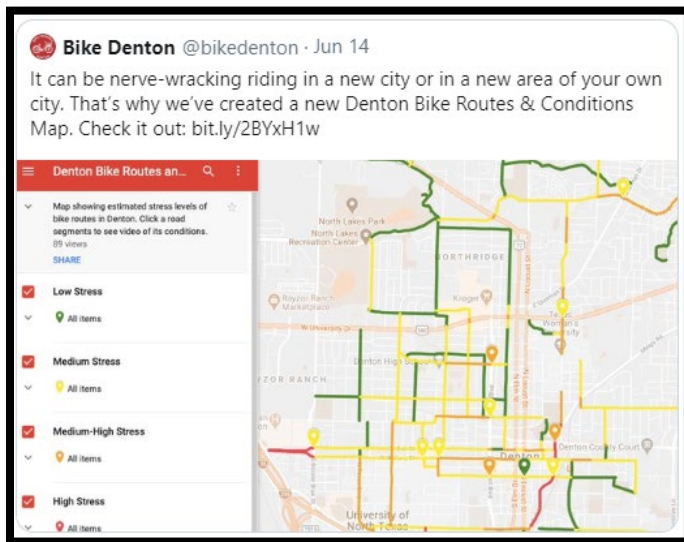 Bike Denton @bikedenton · Jun 14
It can be nerve-wracking riding in a new city or in a new area of your own
city. That's why we've created a new Denton Bike Routes & Conditions
Map. Check it out: bit.ly/2BYxH1w
Denton Bike Routes an...
Map showing estimated stress levels of
bike routes in Denton. Click a road
segments to see video of its conditions.
89 views
SHARE
Low Stress
All items
Medium Stress
All items
Medium-High Stress
All items
High Stress
All items
North Lakes Park
North Lakes
Recreation Center
NORTHRIDGE
Rayzor Ranch
Marketplace
Kroger
W University Dr
Texas
Woman's
University
Denton High
YZOR RANCH
Denton County Court
Denton
University of
North Texas